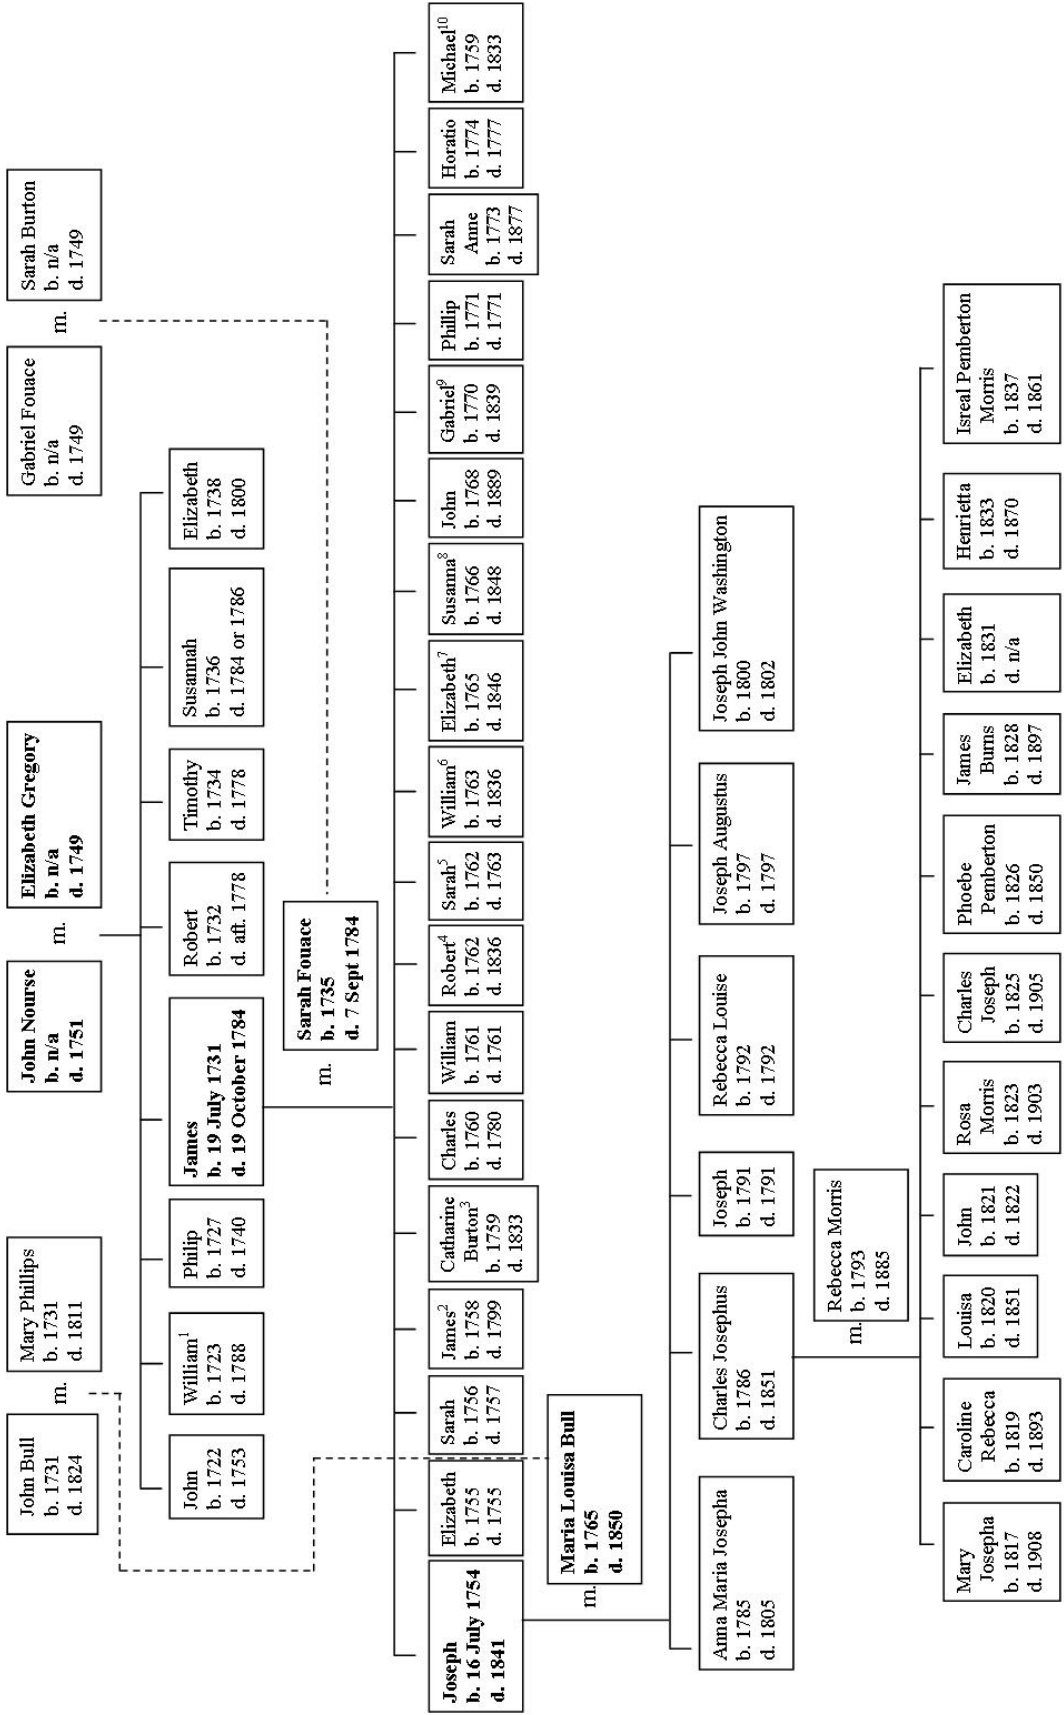 John Bull
b. 1731
d. 1824
m.
Mary Phillips
b. 1731
d. 1811
John Nourse
b. n/a
d. 1751
m.
Elizabeth Gregory
b. n/a
d. 1749
Gabriel Fouace
b. n/a
d. 1749
m.
Sarah Burton
b. n/a
d. 1749
John
b. 1722
d. 1753
William¹
b. 1723
d. 1788
Philip
b. 1727
d. 1740
James
b. 19 July 1731
d. 19 October 1784
Robert
b. 1732
d. aft. 1778
Timothy
b. 1734
d. 1778
Susannah
b. 1736
d. 1784 or 1786
Elizabeth
b. 1738
d. 1800
m.
Sarah Fouace
b. 1735
d. 7 Sept 1784
Joseph
b. 16 July 1754
d. 1841
Elizabeth
b. 1755
d. 1755
Sarah
b. 1756
d. 1757
James²
b. 1758
d. 1799
Catharine
Burton³
b. 1759
d. 1833
Charles
b. 1760
d. 1780
William
b. 1761
d. 1761
Robert⁴
b. 1762
d. 1836
Sarah⁵
b. 1762
d. 1763
William⁶
b. 1763
d. 1836
Elizabeth⁷
b. 1765
d. 1846
Susanna⁸
b. 1766
d. 1848
John
b. 1768
d. 1889
Gabriel⁹
b. 1770
d. 1839
Phillip
b. 1771
d. 1771
Sarah
Anne
b. 1773
d. 1877
Horatio
b. 1774
d. 1777
Michael¹⁰
b. 1759
d. 1833
m.
Maria Louisa Bull
b. 1765
d. 1850
Anna Maria Josepha
b. 1785
d. 1805
Charles Josephus
b. 1786
d. 1851
Joseph
b. 1791
d. 1791
Rebecca Louise
b. 1792
d. 1792
Joseph Augustus
b. 1797
d. 1797
Joseph John Washington
b. 1800
d. 1802
m.
Rebecca Morris
b. 1793
d. 1885
Mary
Josepha
b. 1817
d. 1908
Caroline
Rebecca
b. 1819
d. 1893
Louisa
b. 1820
d. 1851
John
b. 1821
d. 1822
Rosa
Morris
b. 1823
d. 1903
Charles
Joseph
b. 1825
d. 1905
Phoebe
Pemberton
b. 1826
d. 1850
James
Burns
b. 1828
d. 1897
Elizabeth
b. 1831
d. n/a
Henrietta
b. 1833
d. 1870
Isreal Pemberton
Morris
b. 1837
d. 1861